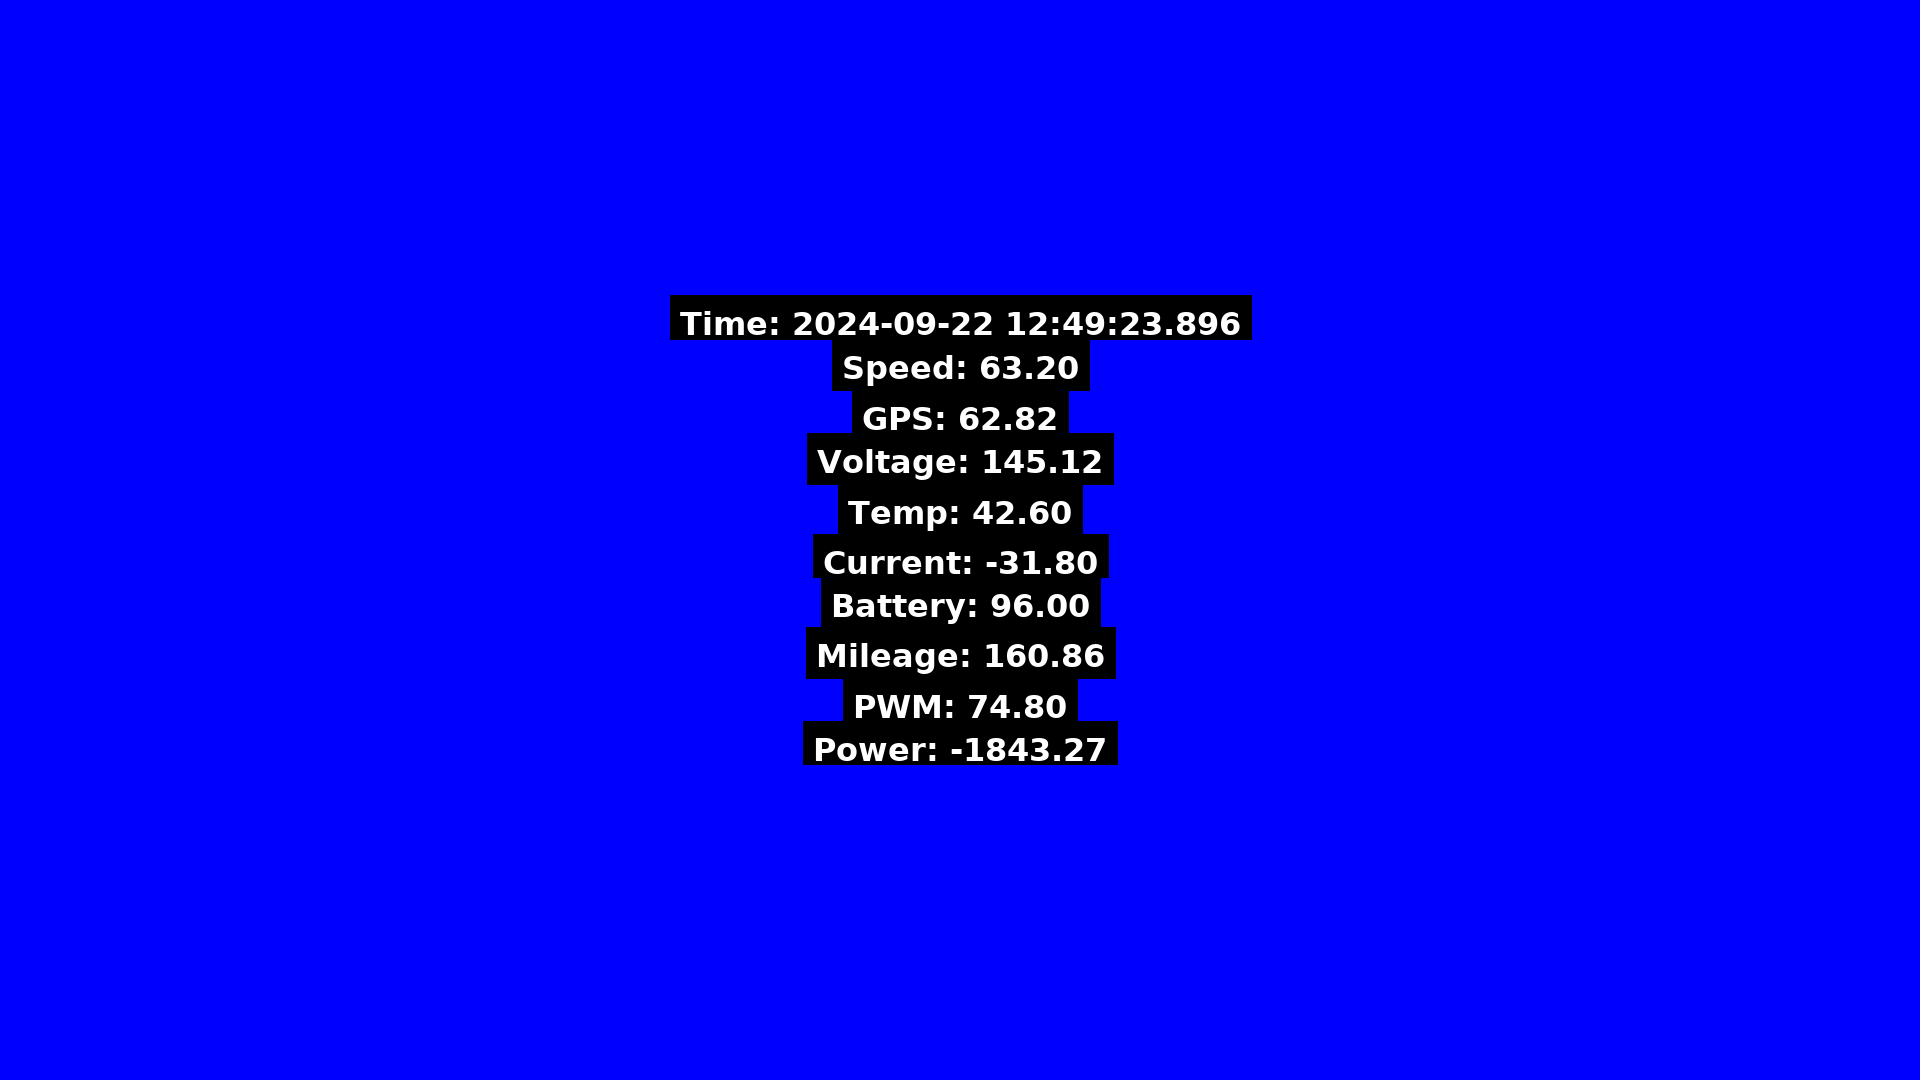 Time: 2024-09-22 12:49:23.896
Speed: 63.20
GPS: 62.82
Voltage: 145.12
Temp: 42.60
Current: -31.80
Battery: 96.00
Mileage: 160.86
PWM: 74.80
Power: -1843.27